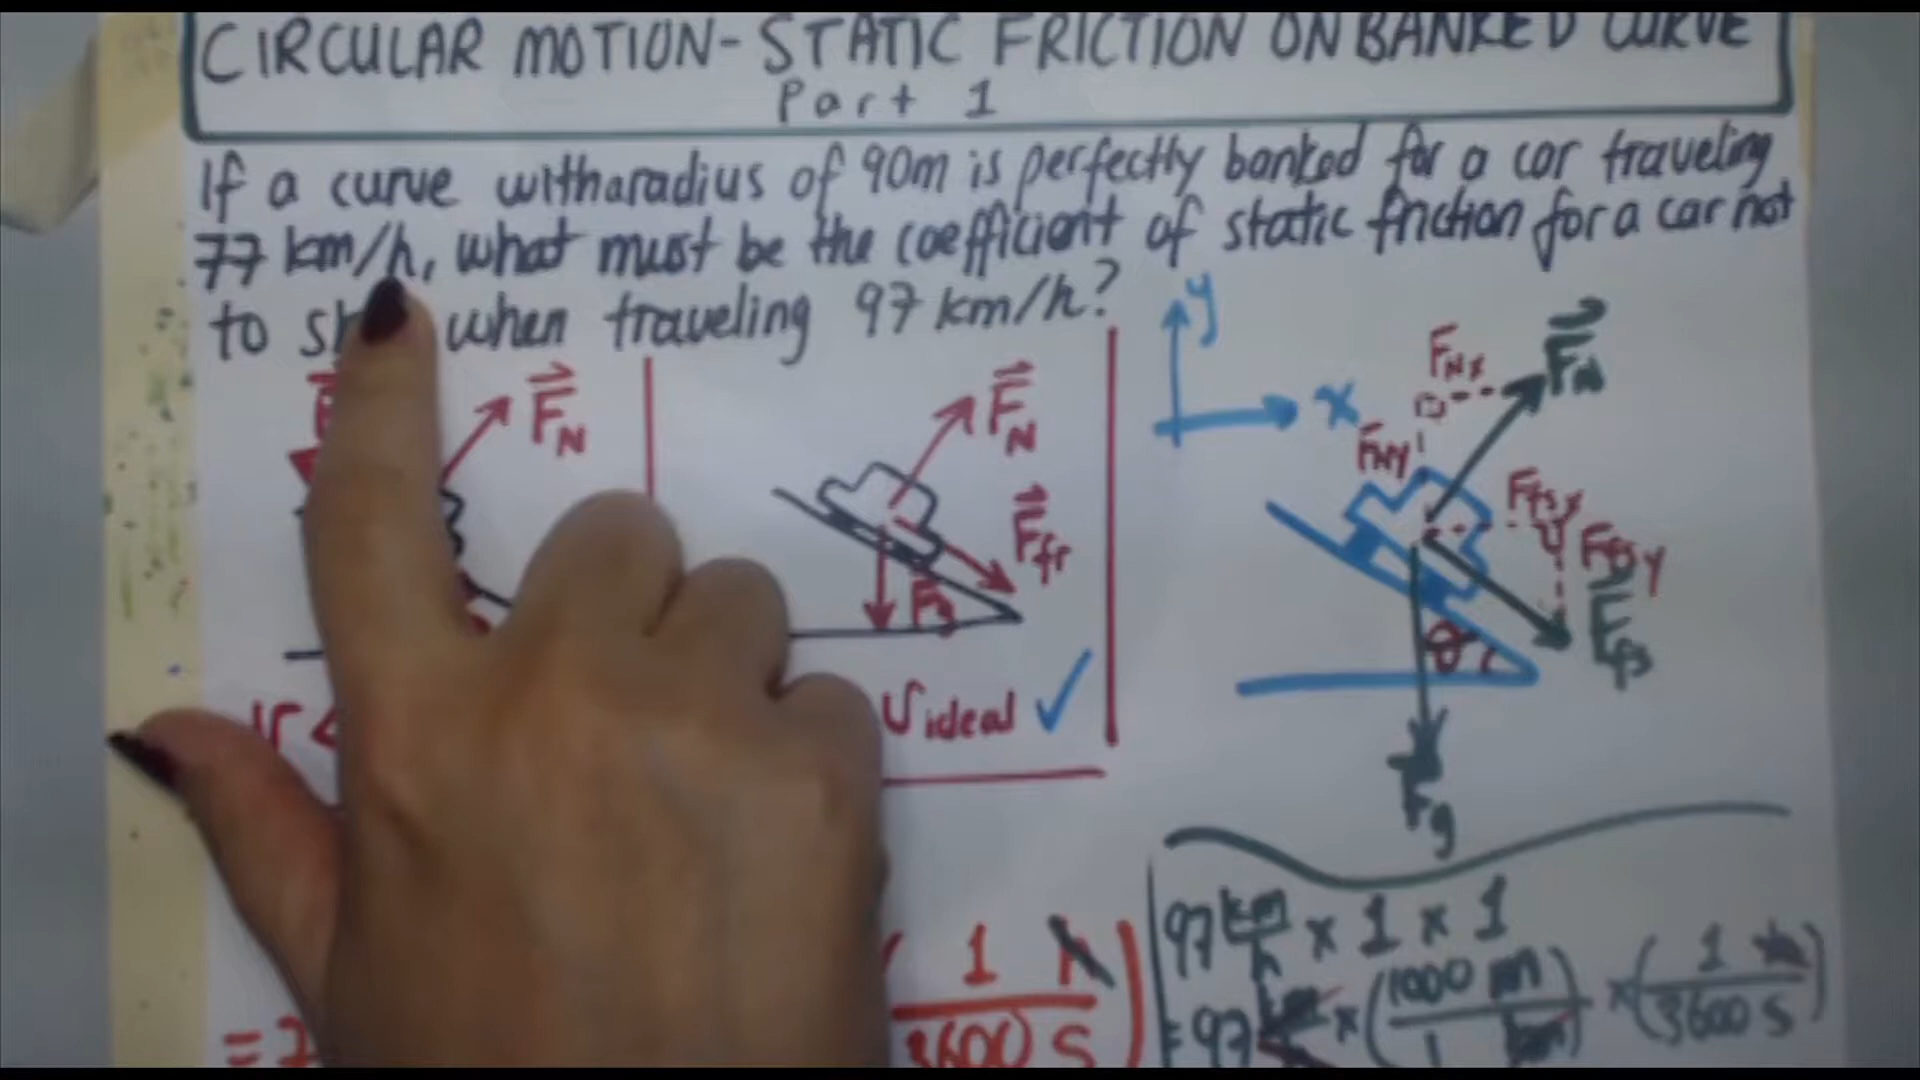 CIRCULAR MOTION- STATIC FRICTION ON BANKED CURVE
Part 1
If a curve with a radius of 90m is perfectly banked for a car traveling
77 km/h, what must be the coefficient of static friction for a car not
to when traveling 97 km/h?
F_N
F_N
F_fr
F_g
V_ideal ✓
y
x
F_Nx
F_N
F_Ny
F_fsx
F_fsy
F_fs
θ
F_g
97 km/h x 1 x 1
= 97 km x (1000 m / 1 km) x (1 h / 3600 s)
(1 h / 3600 s)
= 7